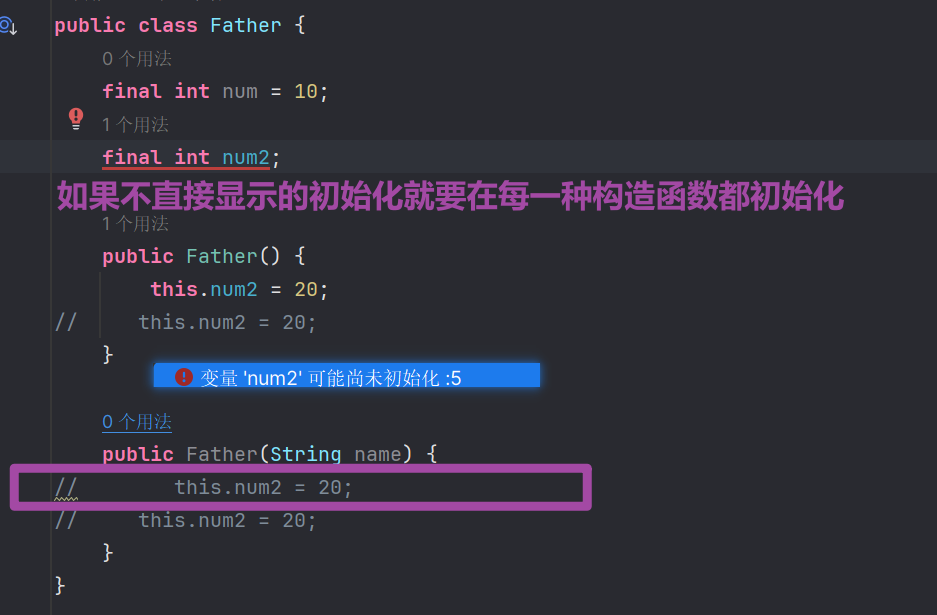 public class Father {
0 个用法
final int num = 10;
1 个用法
final int num2;
如果不直接显示的初始化就要在每一种构造函数都初始化
1 个用法
public Father() {
this.num2 = 20;
// this.num2 = 20;
}
变量 'num2' 可能尚未初始化 :5
0 个用法
public Father(String name) {
// this.num2 = 20;
// this.num2 = 20;
}
}